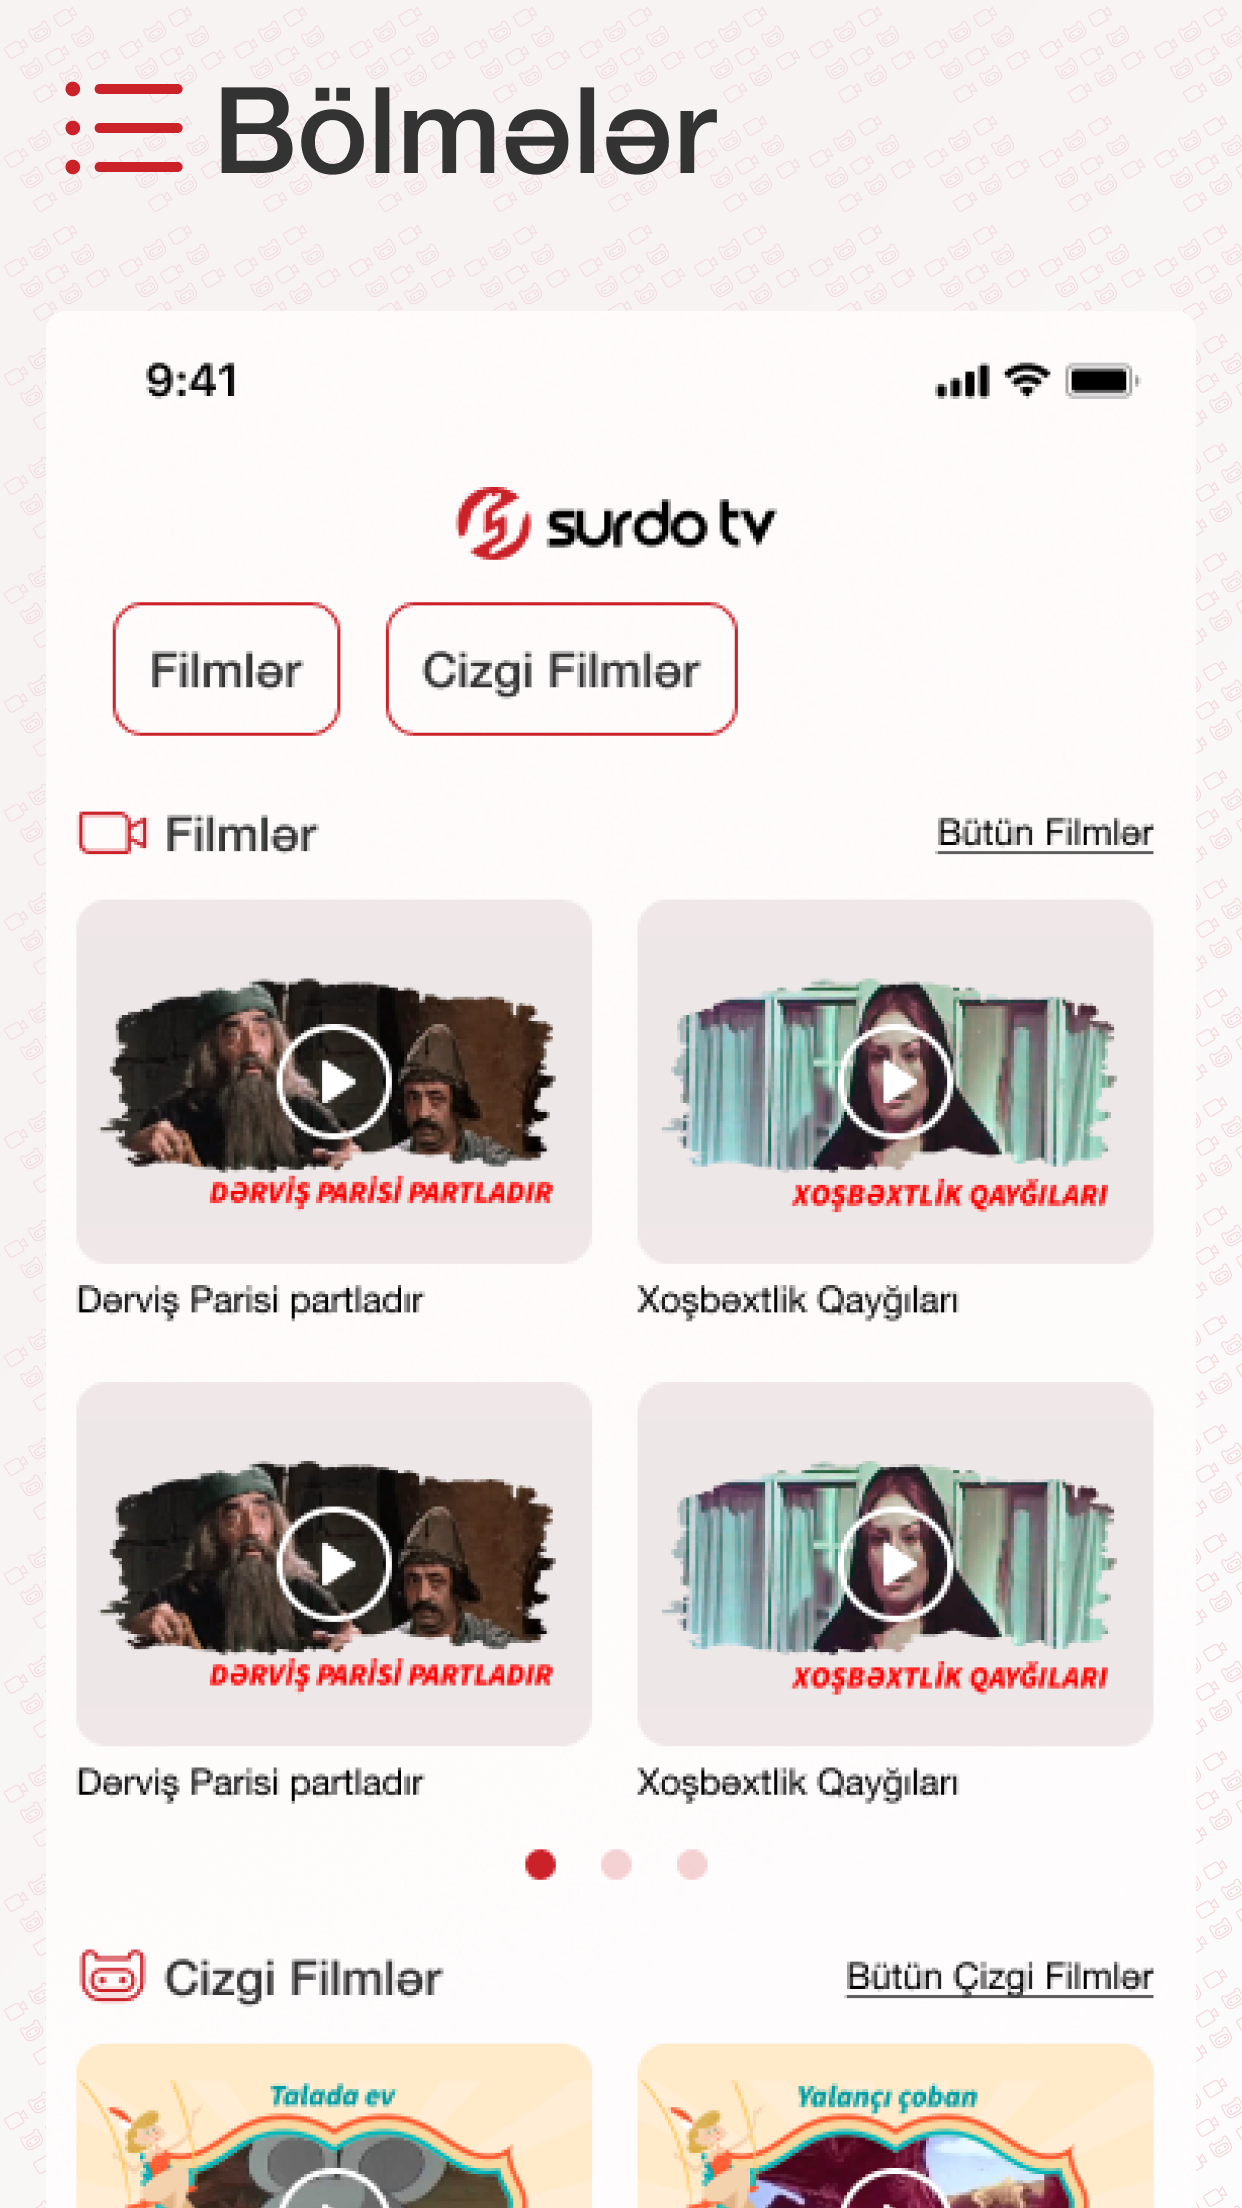 Bölmələr
9:41
surdo tv
Filmlər
Cizgi Filmlər
Filmlər
Bütün Filmlər
DƏRVİŞ PARİSİ PARTLADIR
XOŞBƏXTLİK QAYĞILARI
Dərviş Parisi partladır
Xoşbəxtlik Qayğıları
DƏRVİŞ PARİSİ PARTLADIR
XOŞBƏXTLİK QAYĞILARI
Dərviş Parisi partladır
Xoşbəxtlik Qayğıları
Cizgi Filmlər
Bütün Çizgi Filmlər
Talada ev
Yalançı çoban